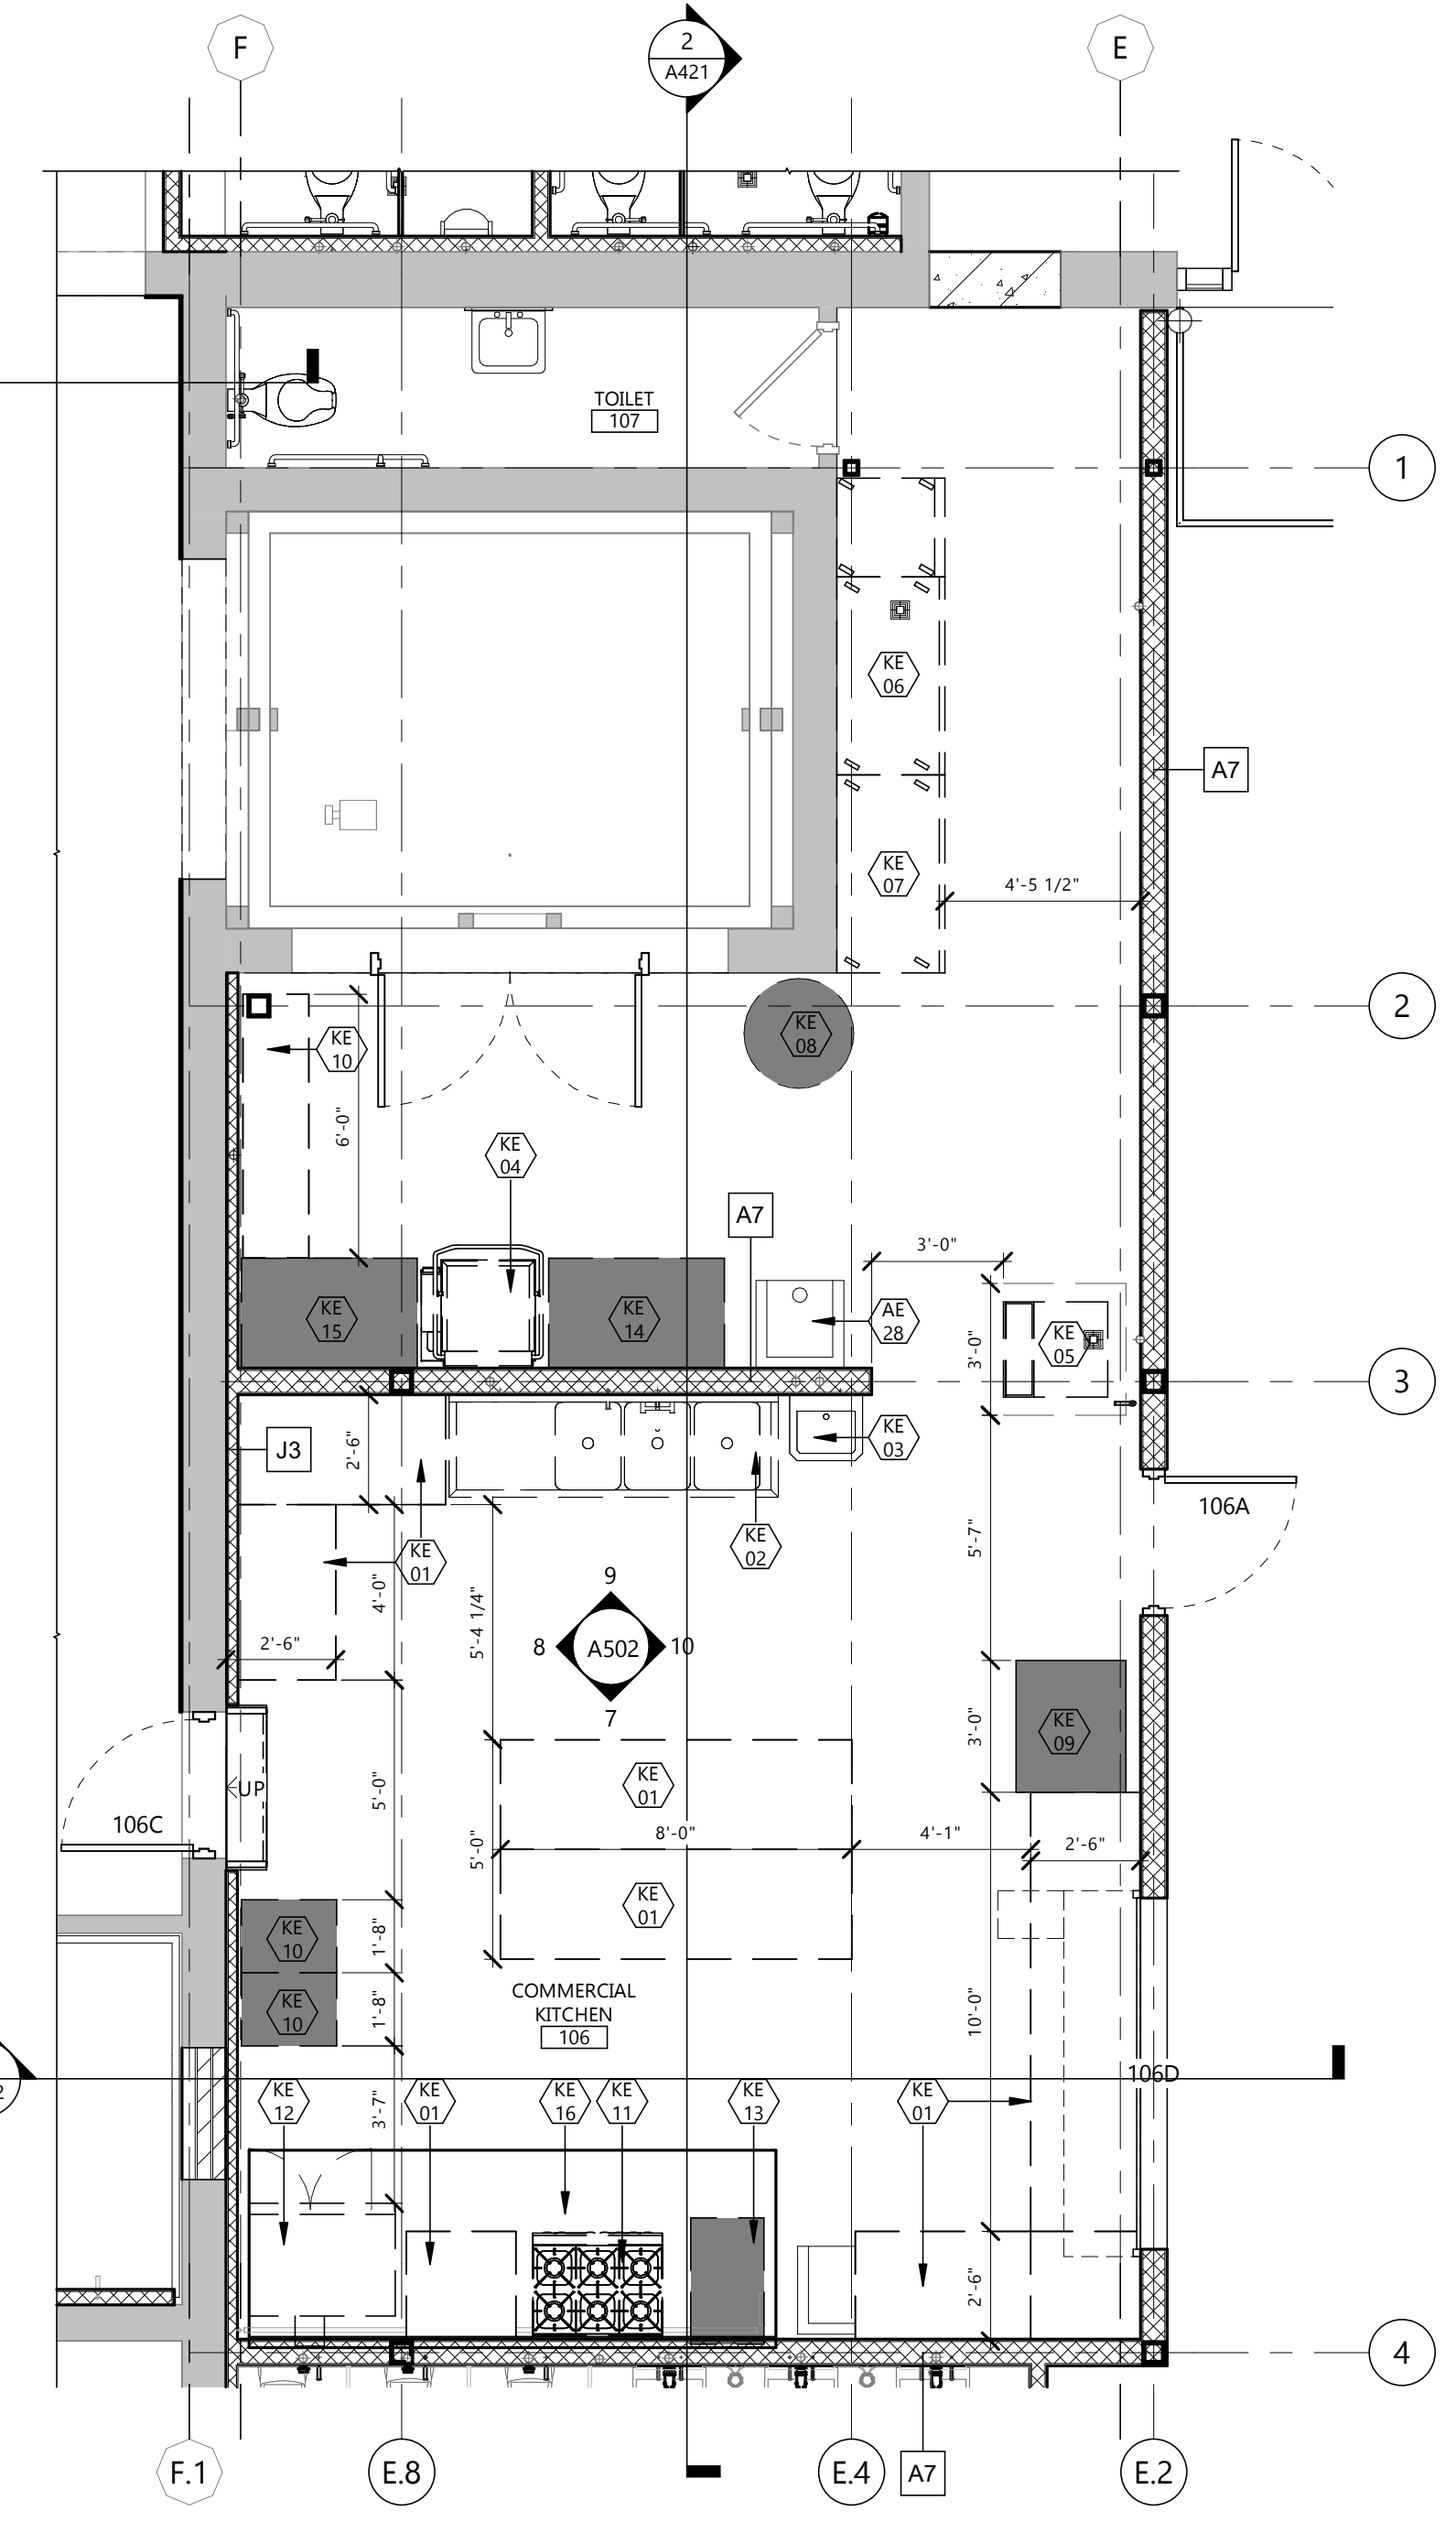 F
2
A421
E
TOILET
107
1
KE
06
A7
KE
07
4'-5 1/2"
2
KE
08
KE
10
6'-0"
KE
04
A7
3'-0"
KE
15
KE
14
AE
28
KE
05
3'-0"
3
J3
2'-6"
KE
03
KE
02
KE
01
106A
5'-7"
4'-0"
5'-4 1/4"
9
8
A502
10
7
2'-6"
KE
09
3'-0"
UP
106C
5'-0"
KE
01
8'-0"
4'-1"
2'-6"
5'-0"
KE
01
KE
10
1'-8"
KE
10
1'-8"
COMMERCIAL
KITCHEN
106
10'-0"
106D
2
KE
12
3'-7"
KE
01
KE
16
KE
11
KE
13
KE
01
2'-6"
4
F.1
E.8
E.4
A7
E.2